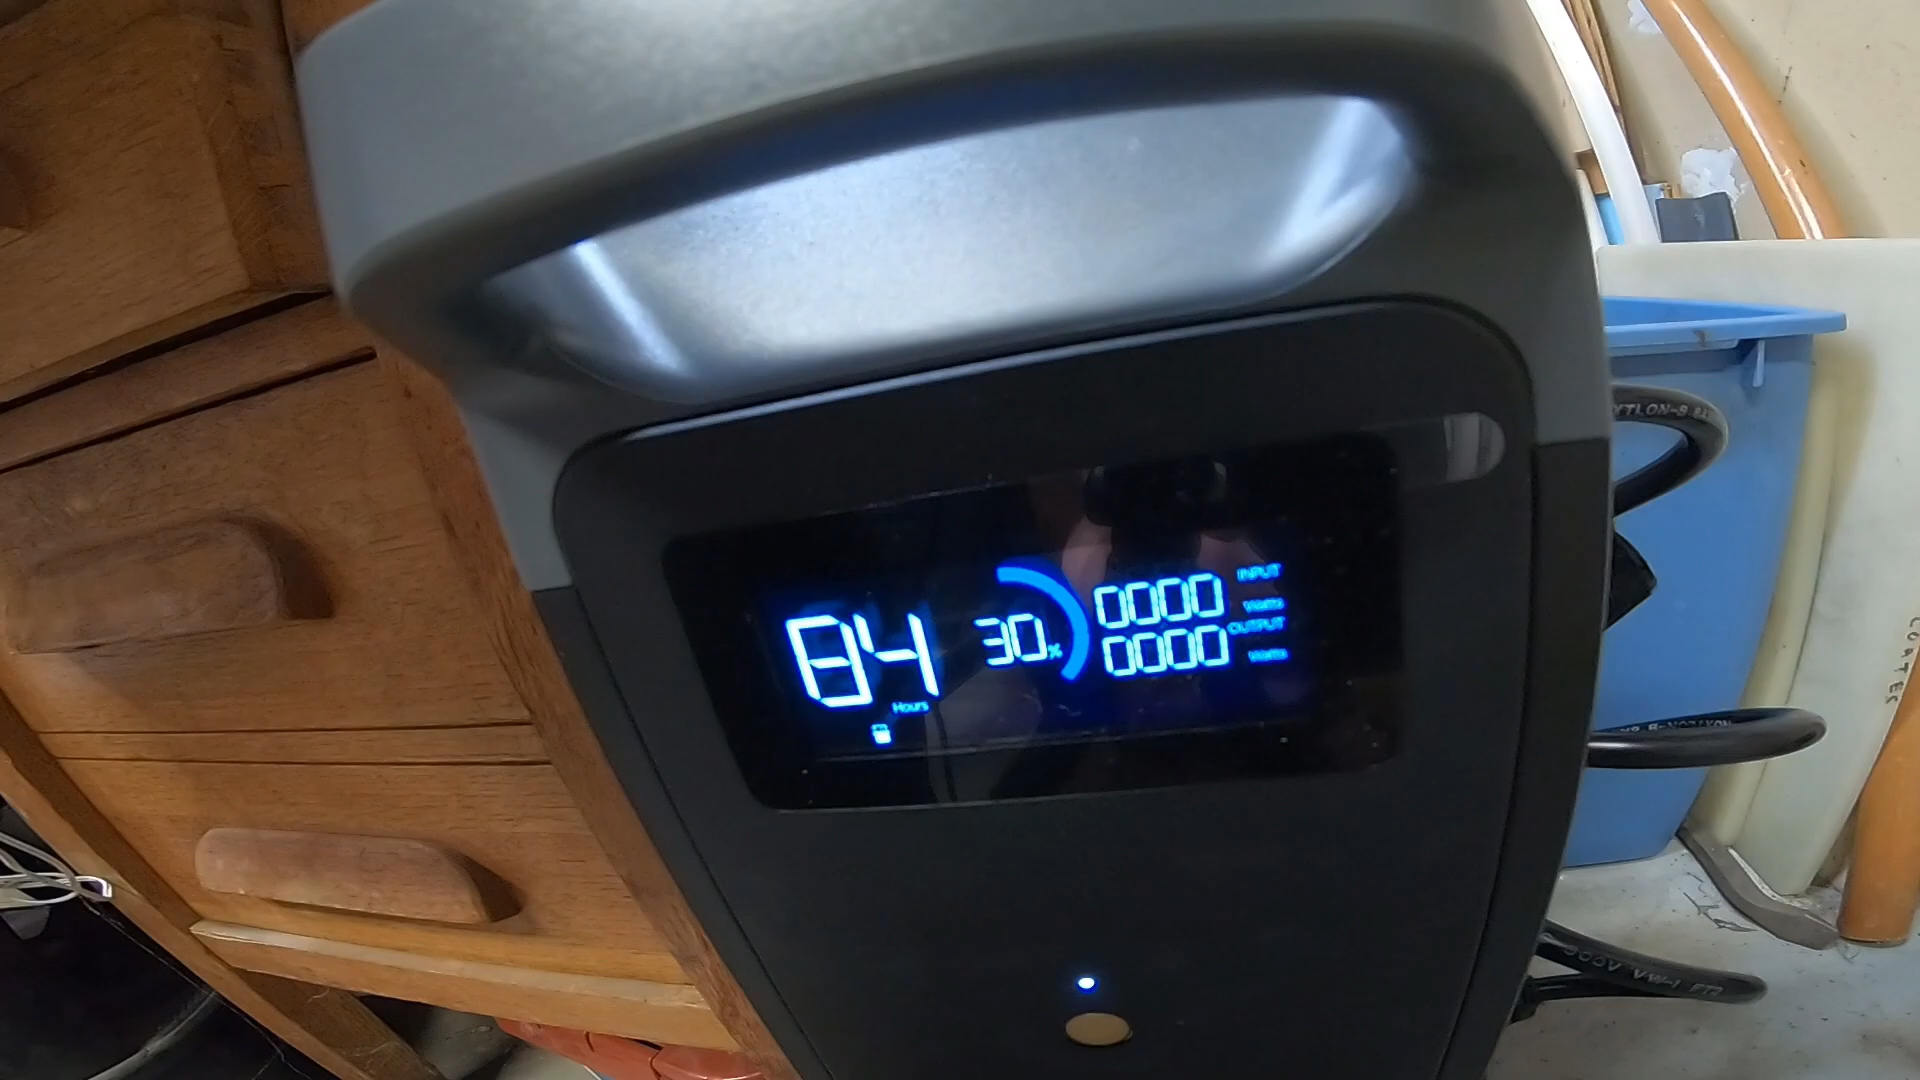 84
Hours
30%
0000
INPUT
Watts
0000
OUTPUT
Watts